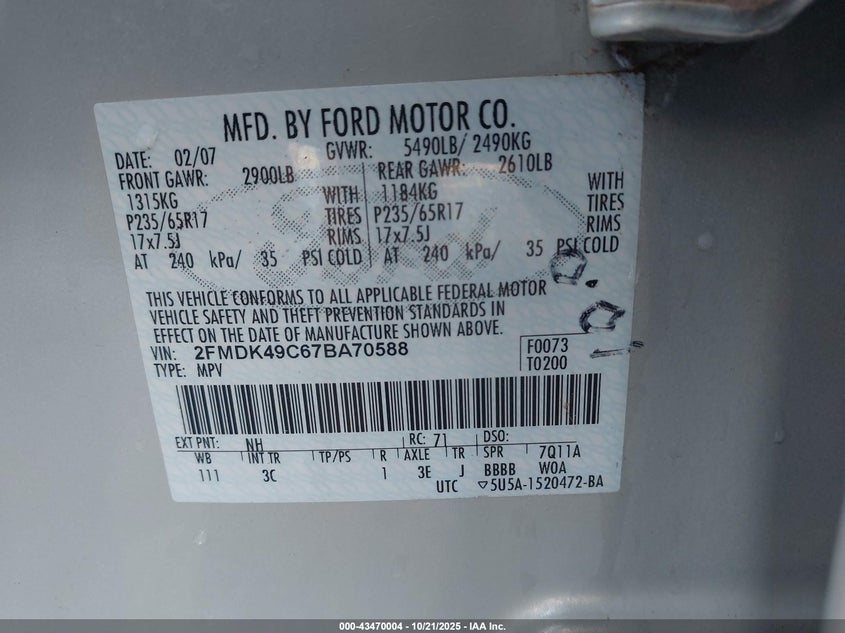 MFD. BY FORD MOTOR CO.
DATE: 02/07 GVWR: 5490LB/ 2490KG
FRONT GAWR: 2900LB REAR GAWR: 2610LB
1315KG WITH 1184KG WITH
P235/65R17 TIRES P235/65R17 TIRES
17x7.5J RIMS 17x7.5J RIMS
AT 240 kPa/ 35 PSI COLD AT 240 kPa/ 35 PSI COLD
Ford
THIS VEHICLE CONFORMS TO ALL APPLICABLE FEDERAL MOTOR
VEHICLE SAFETY AND THEFT PREVENTION STANDARDS IN
EFFECT ON THE DATE OF MANUFACTURE SHOWN ABOVE.
VIN: 2FMDK49C67BA70588 F0073
TYPE: MPV T0200
EXT PNT: NH RC: 71 DSO:
WB INT TR TP/PS R AXLE TR SPR 7Q11A
111 3C 1 3E J BBBB W0A
UTC ▽5U5A-1520472-BA
000-43470004 - 10/21/2025 - IAA Inc.